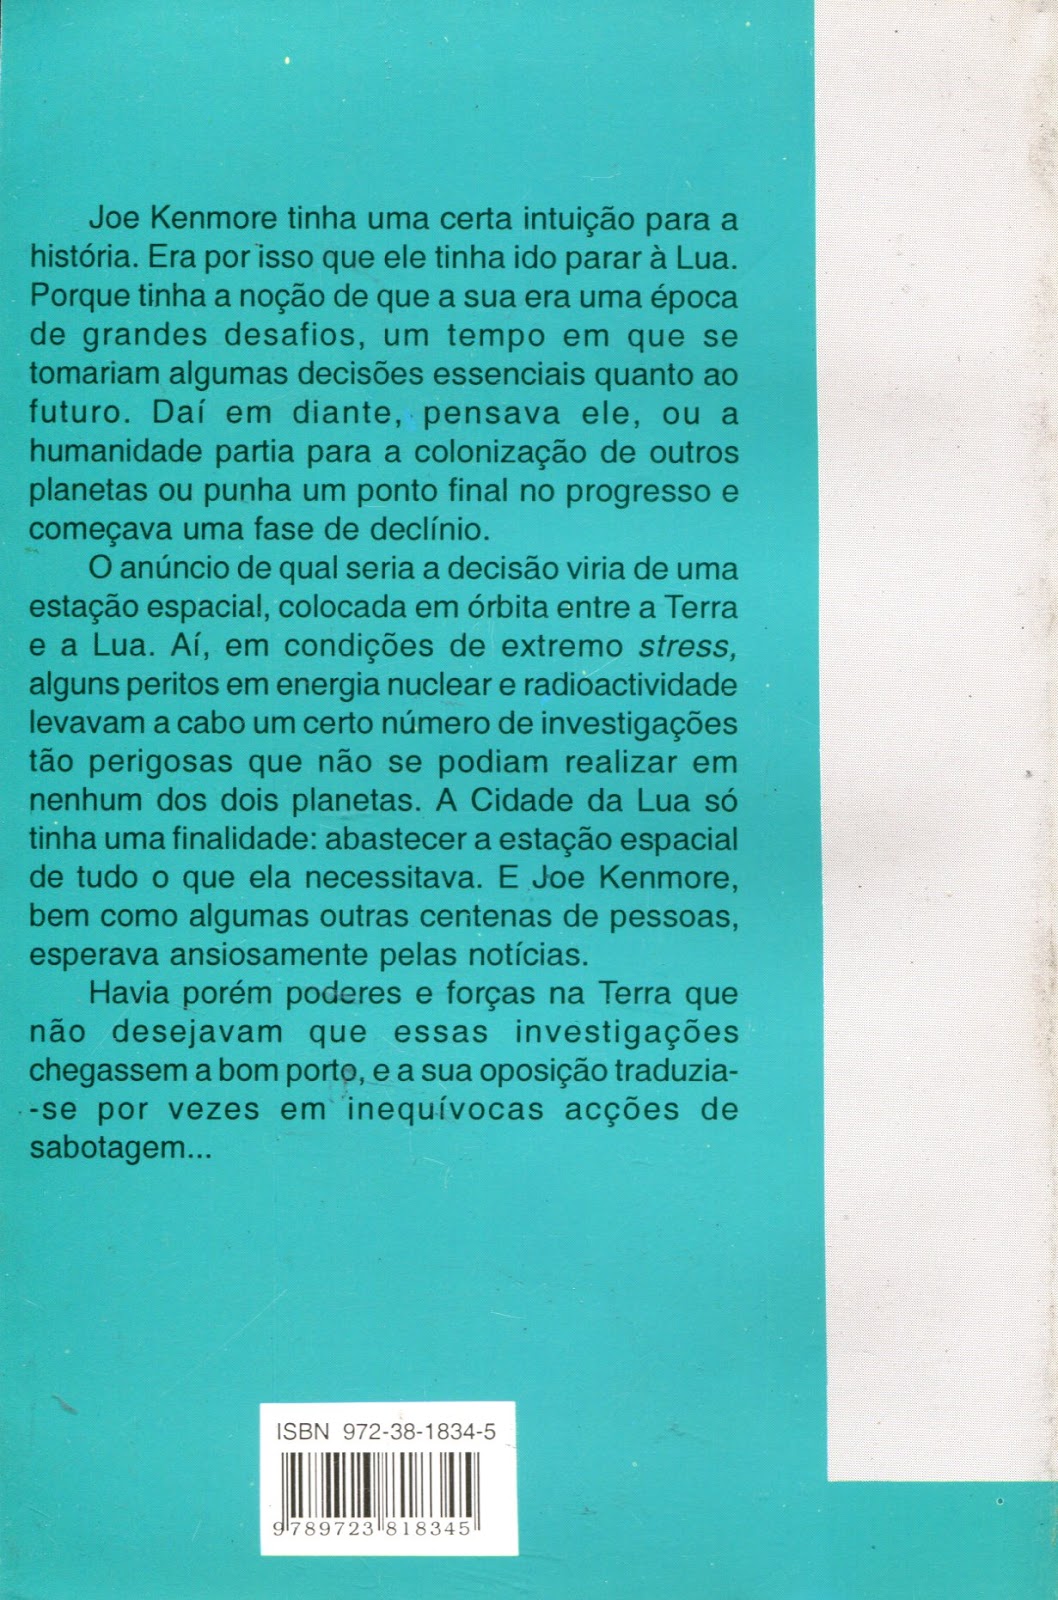 Joe Kenmore tinha uma certa intuição para a
história. Era por isso que ele tinha ido parar à Lua.
Porque tinha a noção de que a sua era uma época
de grandes desafios, um tempo em que se
tomariam algumas decisões essenciais quanto ao
futuro. Daí em diante, pensava ele, ou a
humanidade partia para a colonização de outros
planetas ou punha um ponto final no progresso e
começava uma fase de declínio.
O anúncio de qual seria a decisão viria de uma
estação espacial, colocada em órbita entre a Terra
e a Lua. Aí, em condições de extremo stress,
alguns peritos em energia nuclear e radioactividade
levavam a cabo um certo número de investigações
tão perigosas que não se podiam realizar em
nenhum dos dois planetas. A Cidade da Lua só
tinha uma finalidade: abastecer a estação espacial
de tudo o que ela necessitava. E Joe Kenmore,
bem como algumas outras centenas de pessoas,
esperava ansiosamente pelas notícias.
Havia porém poderes e forças na Terra que
não desejavam que essas investigações
chegassem a bom porto, e a sua oposição traduzia-
-se por vezes em inequívocas acções de
sabotagem...
ISBN 972-38-1834-5
9789723818345